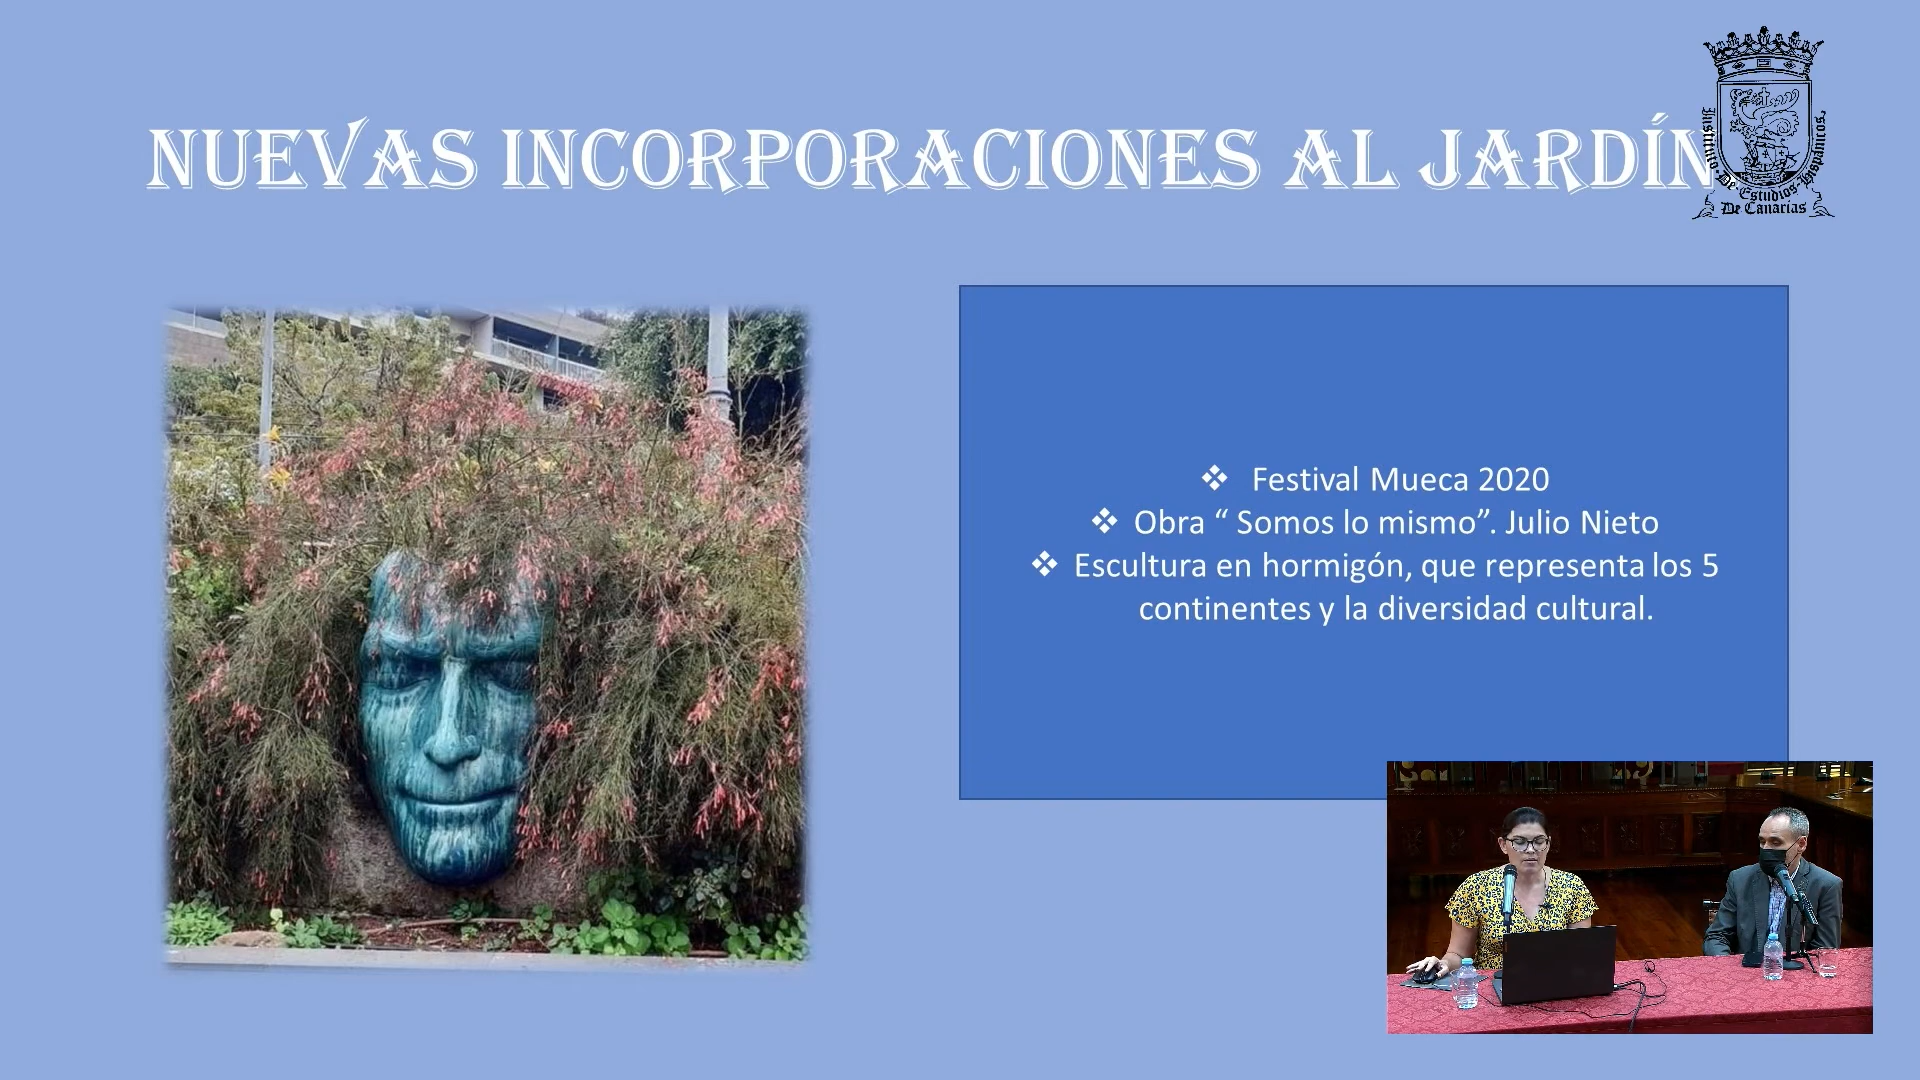 NUEVAS INCORPORACIONES AL JARDÍN
Instituto - De - Estudios - Hispánicos.
De Canarias
❖ Festival Mueca 2020
❖ Obra “ Somos lo mismo”. Julio Nieto
❖ Escultura en hormigón, que representa los 5
continentes y la diversidad cultural.